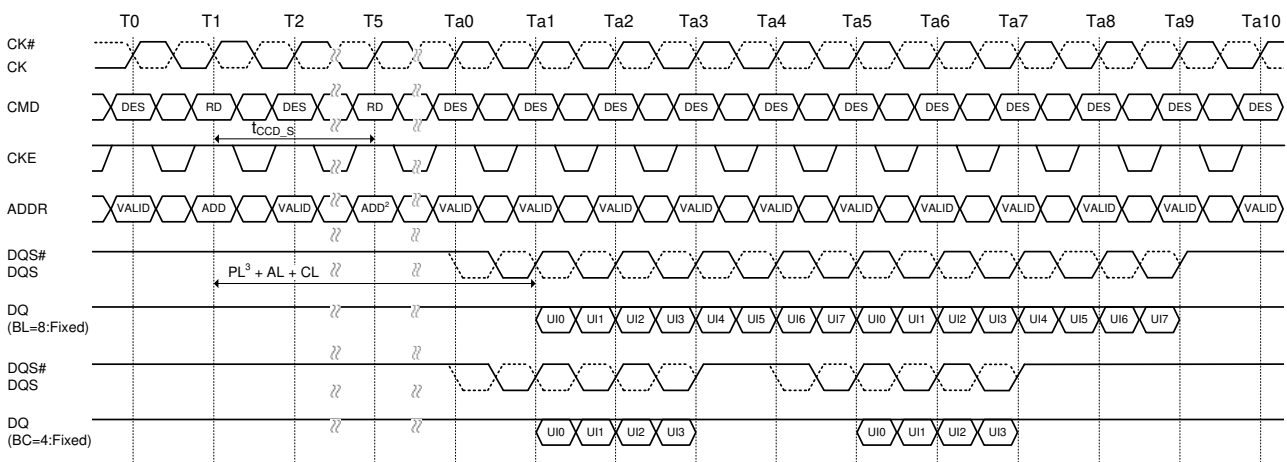 T0 T1 T2 T5 Ta0 Ta1 Ta2 Ta3 Ta4 Ta5 Ta6 Ta7 Ta8 Ta9 Ta10
CK#
CK
CMD DES RD DES RD DES DES DES DES DES DES DES DES DES DES DES
tCCD_S
CKE
ADDR VALID ADD VALID ADD² VALID VALID VALID VALID VALID VALID VALID VALID VALID VALID VALID
DQS#
DQS
PL³ + AL + CL
DQ
(BL=8:Fixed)
UI0 UI1 UI2 UI3 UI4 UI5 UI6 UI7 UI0 UI1 UI2 UI3 UI4 UI5 UI6 UI7
DQS#
DQS
DQ
(BC=4:Fixed)
UI0 UI1 UI2 UI3 UI0 UI1 UI2 UI3